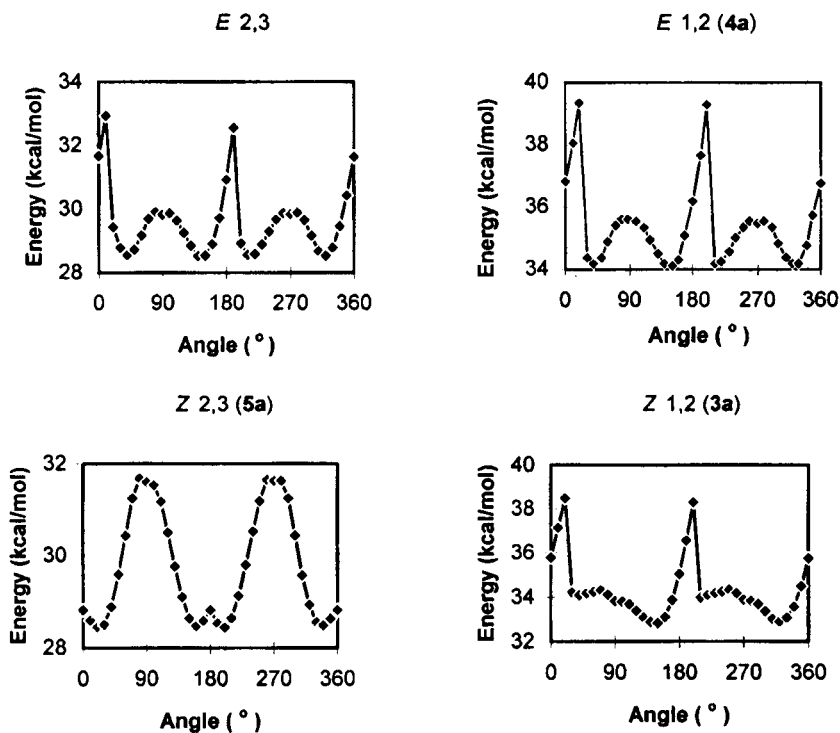 E 2,3
Energy (kcal/mol)
34
32
30
28
0 90 180 270 360
Angle ( ° )
E 1,2 (4a)
Energy (kcal/mol)
40
38
36
34
0 90 180 270 360
Angle ( ° )
Z 2,3 (5a)
Energy (kcal/mol)
32
30
28
0 90 180 270 360
Angle ( ° )
Z 1,2 (3a)
Energy (kcal/mol)
40
38
36
34
32
0 90 180 270 360
Angle ( ° )